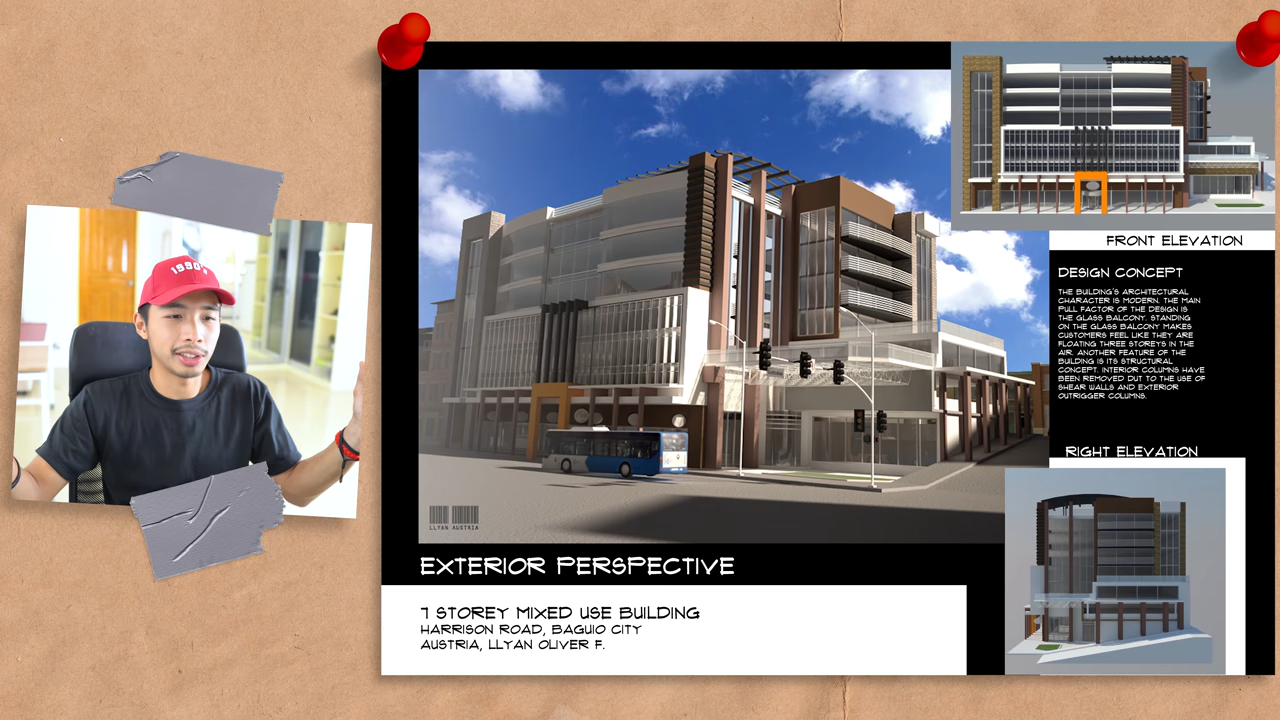 1990's
FRONT ELEVATION
DESIGN CONCEPT
THE BUILDING'S ARCHITECTURAL
CHARACTER IS MODERN. THE MAIN
PULL FACTOR OF THE DESIGN IS
THE GLASS BALCONY. STANDING
ON THE GLASS BALCONY MAKES
CUSTOMERS FEEL LIKE THEY ARE
FLOATING THREE STOREYS IN THE
AIR. ANOTHER FEATURE OF THE
BUILDING IS ITS STRUCTURAL
CONCEPT. INTERIOR COLUMNS HAVE
BEEN REMOVED DUT TO THE USE OF
SHEAR WALLS AND EXTERIOR
OUTRIGGER COLUMNS.
RIGHT ELEVATION
LLYAN AUSTRIA
EXTERIOR PERSPECTIVE
7 STOREY MIXED USE BUILDING
HARRISON ROAD, BAGUIO CITY
AUSTRIA, LLYAN OLIVER F.